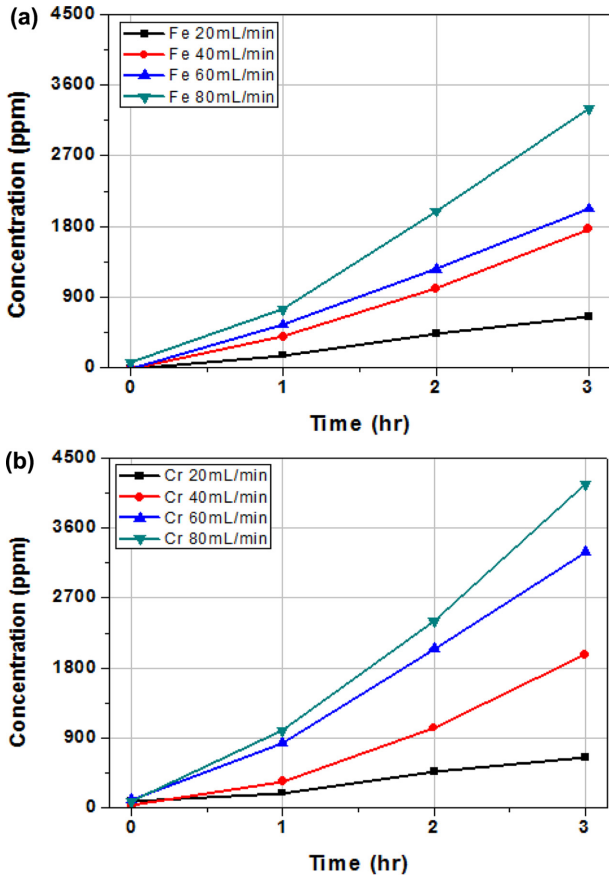 (a)
4500
3600
2700
1800
900
0
Concentration (ppm)
Fe 20mL/min
Fe 40mL/min
Fe 60mL/min
Fe 80mL/min
0 1 2 3
Time (hr)
(b)
4500
3600
2700
1800
900
0
Concentration (ppm)
Cr 20mL/min
Cr 40mL/min
Cr 60mL/min
Cr 80mL/min
0 1 2 3
Time (hr)